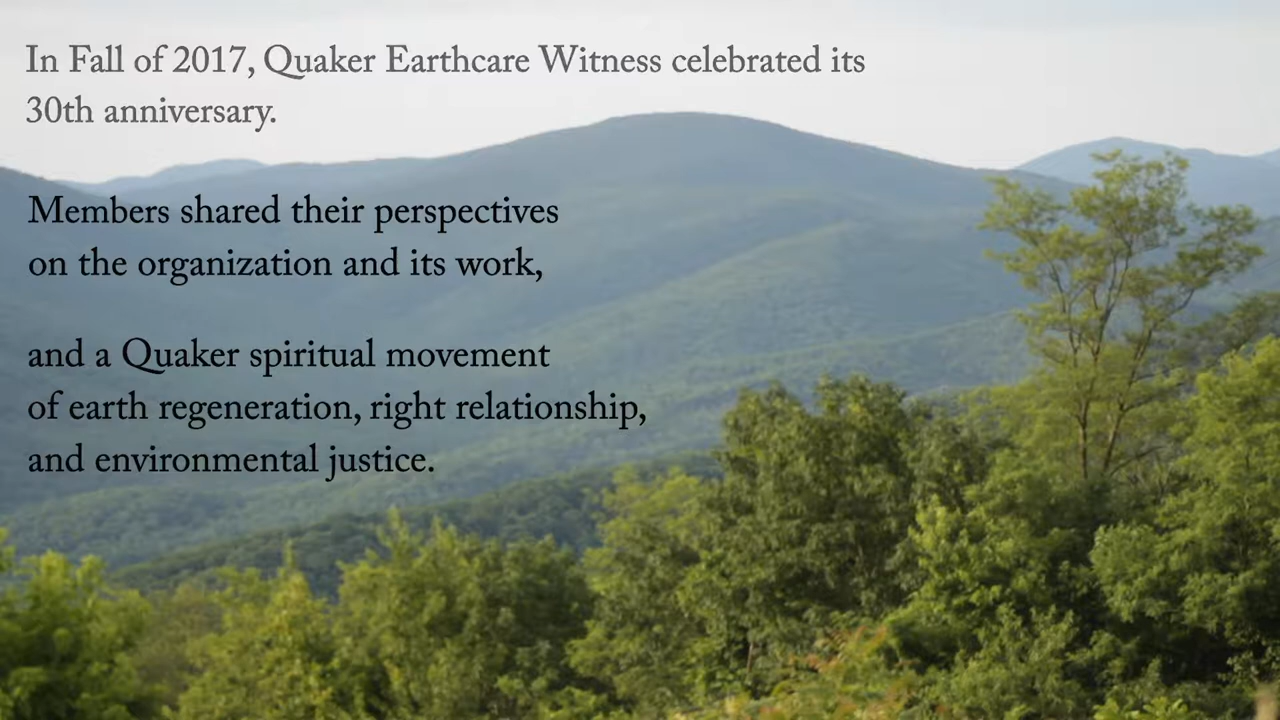 In Fall of 2017, Quaker Earthcare Witness celebrated its
30th anniversary.
Members shared their perspectives
on the organization and its work,
and a Quaker spiritual movement
of earth regeneration, right relationship,
and environmental justice.